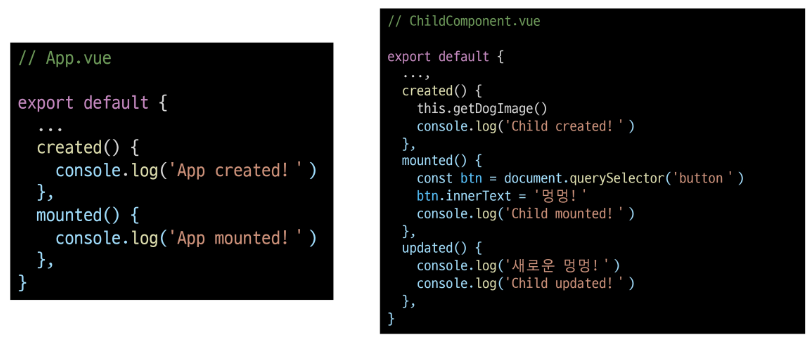 // App.vue
export default {
...
created() {
console.log('App created!')
},
mounted() {
console.log('App mounted!')
},
}
// ChildComponent.vue
export default {
...,
created() {
this.getDogImage()
console.log('Child created!')
},
mounted() {
const btn = document.querySelector('button')
btn.innerText = '멍멍!'
console.log('Child mounted!')
},
updated() {
console.log('새로운 멍멍!')
console.log('Child updated!')
},
}